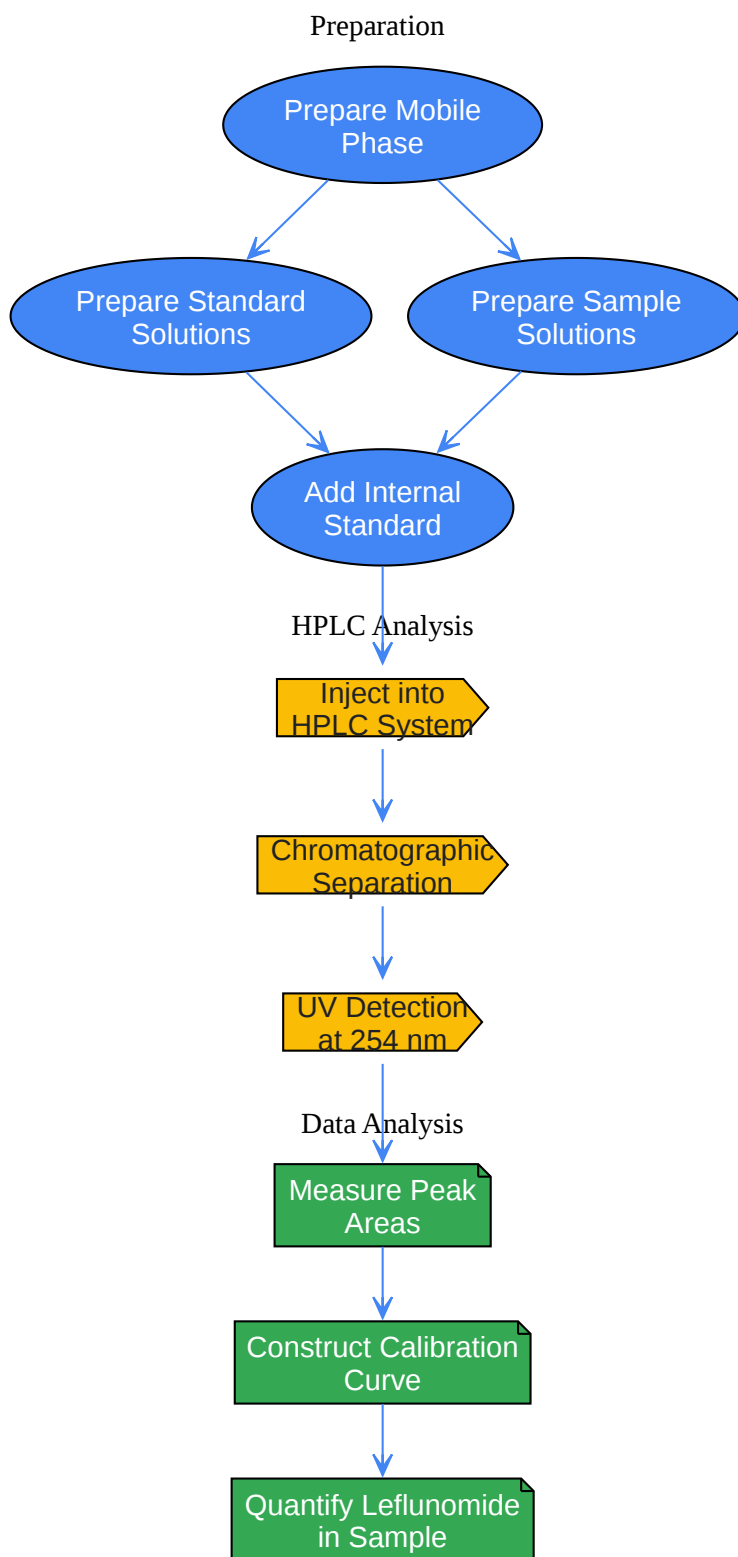 Preparation
Prepare Mobile
Phase
Prepare Standard
Solutions
Prepare Sample
Solutions
Add Internal
Standard
HPLC Analysis
Inject into
HPLC System
Chromatographic
Separation
UV Detection
at 254 nm
Data Analysis
Measure Peak
Areas
Construct Calibration
Curve
Quantify Leflunomide
in Sample